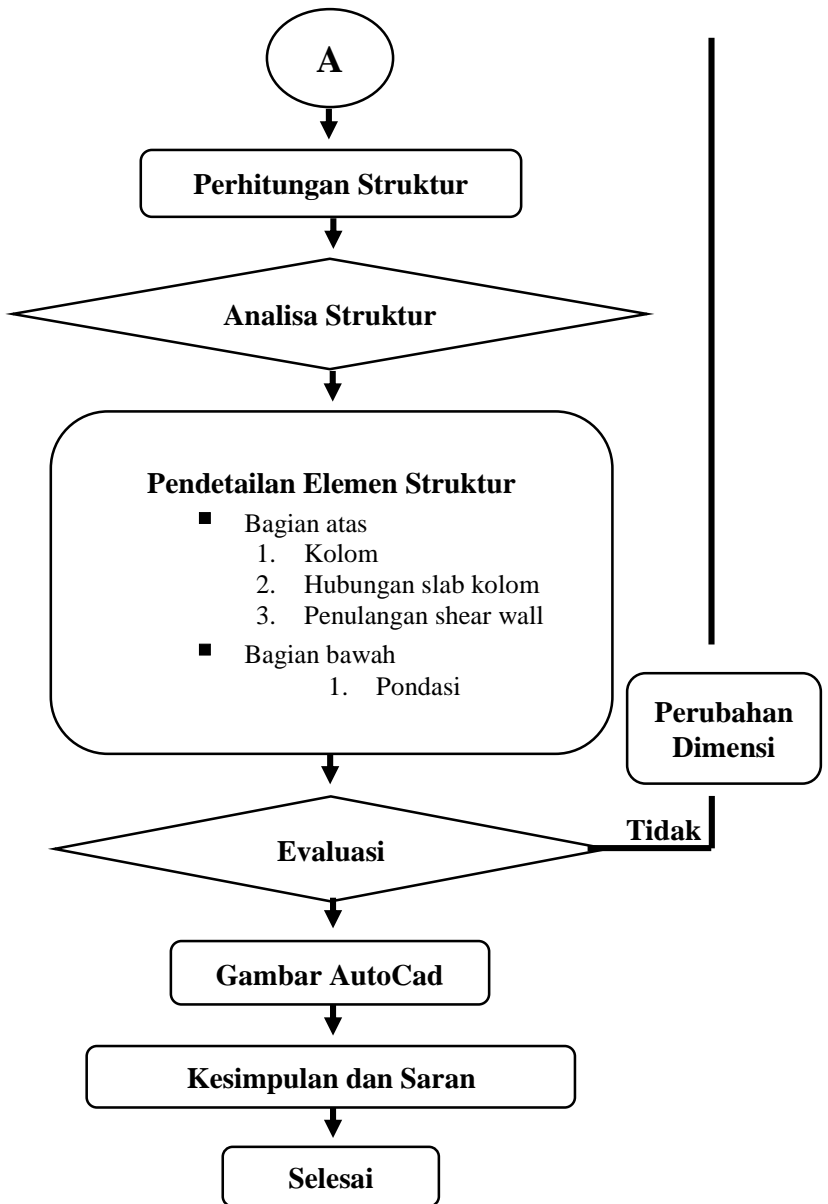 A
Perhitungan Struktur
Analisa Struktur
Pendetailan Elemen Struktur
▪ Bagian atas
1. Kolom
2. Hubungan slab kolom
3. Penulangan shear wall
▪ Bagian bawah
1. Pondasi
Perubahan
Dimensi
Tidak
Evaluasi
Gambar AutoCad
Kesimpulan dan Saran
Selesai